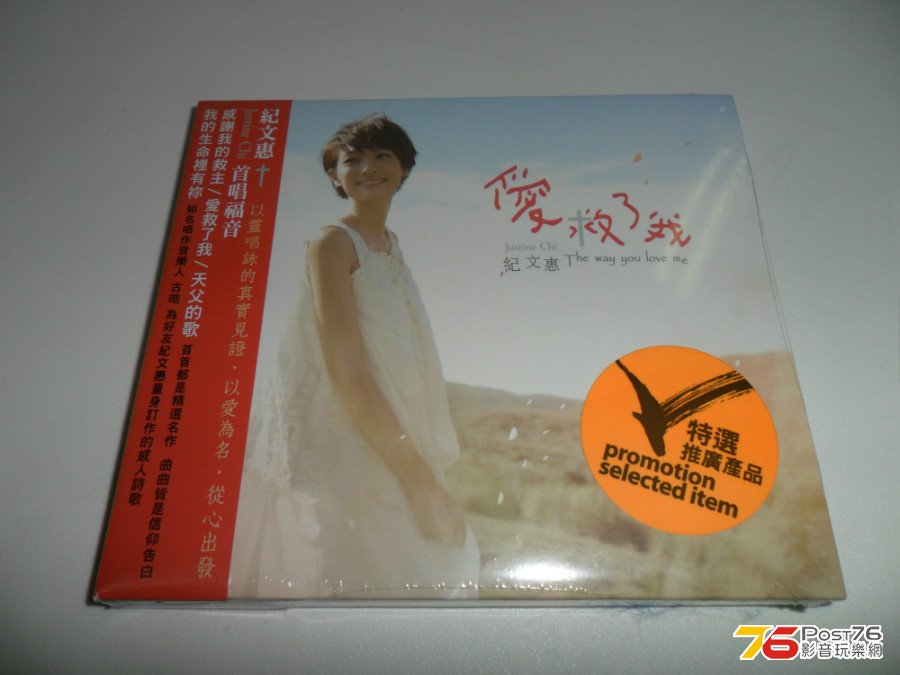 紀文惠 首唱福音
Justine Chi
以靈唱詠的真實見證．以愛為名．從心出發
感謝我的救主/愛救了我/天父的歌 首首都是精選名作 曲曲皆是信仰告白
我的生命裡有祢 知名唱作音樂人 古晧 為好友紀文惠量身訂作的感人詩歌
愛救了我
Justine Chi
紀文惠 The way you love me
特選
推廣產品
promotion
selected item
76 Post76
影音玩樂網